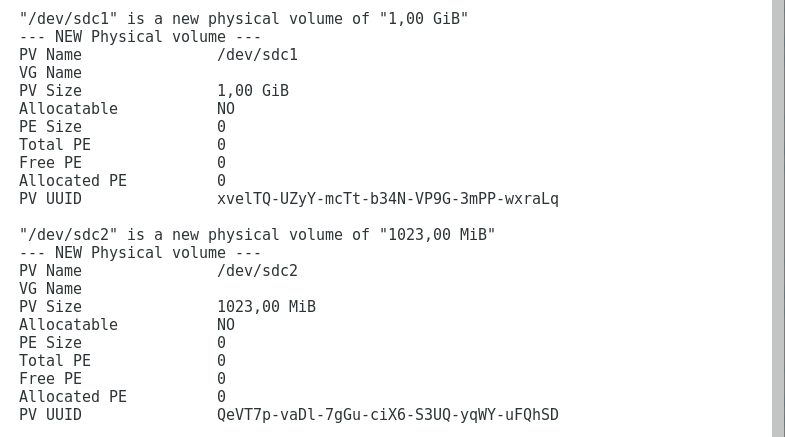 "/dev/sdc1" is a new physical volume of "1,00 GiB"
--- NEW Physical volume ---
PV Name               /dev/sdc1
VG Name
PV Size               1,00 GiB
Allocatable           NO
PE Size               0
Total PE              0
Free PE               0
Allocated PE          0
PV UUID               xvelTQ-UZyY-mcTt-b34N-VP9G-3mPP-wxraLq

"/dev/sdc2" is a new physical volume of "1023,00 MiB"
--- NEW Physical volume ---
PV Name               /dev/sdc2
VG Name
PV Size               1023,00 MiB
Allocatable           NO
PE Size               0
Total PE              0
Free PE               0
Allocated PE          0
PV UUID               QeVT7p-vaDl-7gGu-ciX6-S3UQ-yqWY-uFQhSD